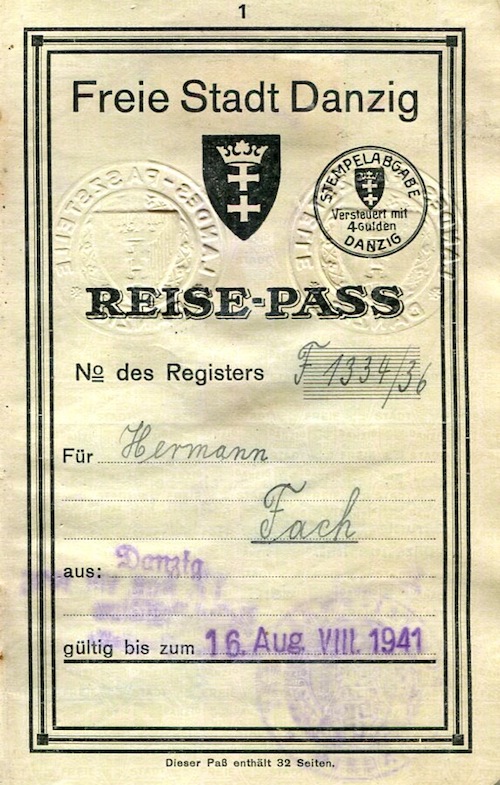 1
Freie Stadt Danzig
STEMPELABGABE
Versteuert mit
4 Gulden
DANZIG
REISE-PASS
No des Registers F 1334/36
Für Hermann
Fach
aus: Danzig
gültig bis zum 16. Aug. VIII. 1941
Dieser Paß enthält 32 Seiten.